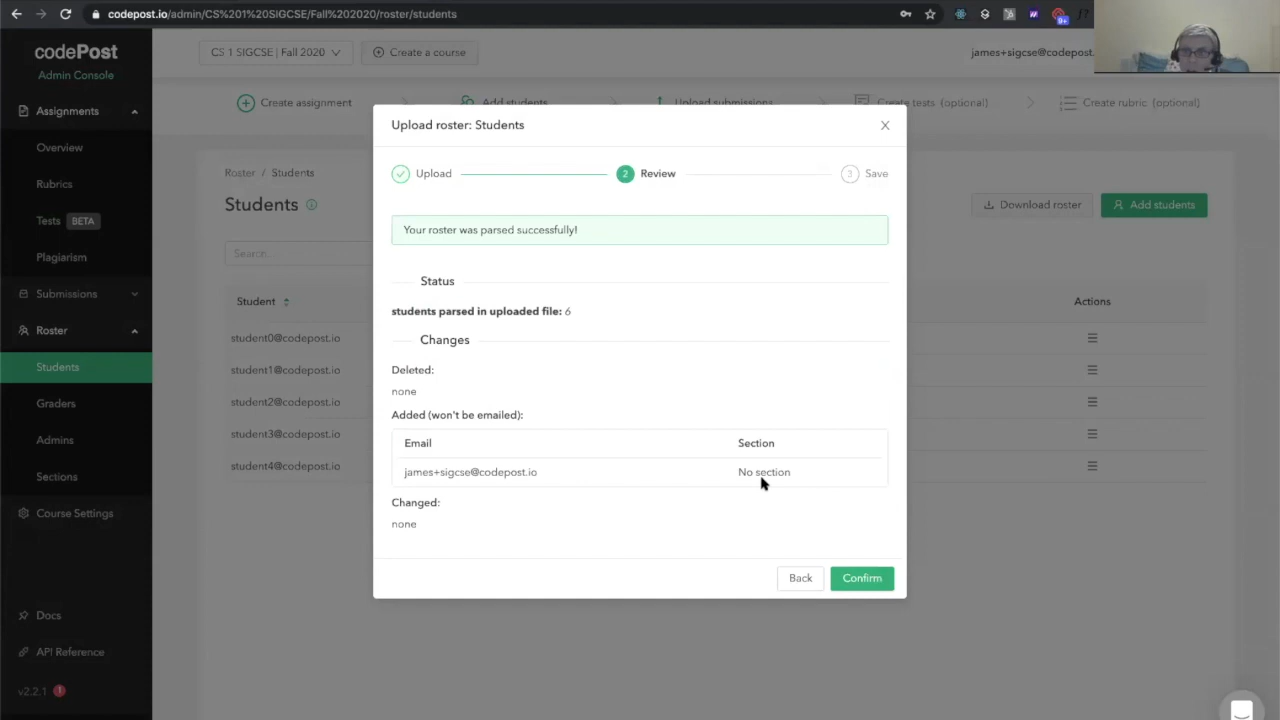 codepost.io/admin/CS%201%20SIGCSE/Fall%202020/roster/students
9+
f?
codePost
Admin Console
CS 1 SIGCSE | Fall 2020
Create a course
james+sigcse@codepost.
Assignments
Overview
Rubrics
Tests BETA
Plagiarism
Submissions
Roster
Students
Graders
Admins
Sections
Course Settings
Docs
API Reference
v2.2.1 1
Create assignment
Add students
Upload submissions
Create tests (optional)
Create rubric (optional)
Roster / Students
Students
Download roster
Add students
Search...
Student
Actions
student0@codepost.io
student1@codepost.io
student2@codepost.io
student3@codepost.io
student4@codepost.io
Upload roster: Students
Upload
2 Review
3 Save
Your roster was parsed successfully!
Status
students parsed in uploaded file: 6
Changes
Deleted:
none
Added (won't be emailed):
Email Section
james+sigcse@codepost.io No section
Changed:
none
Back
Confirm